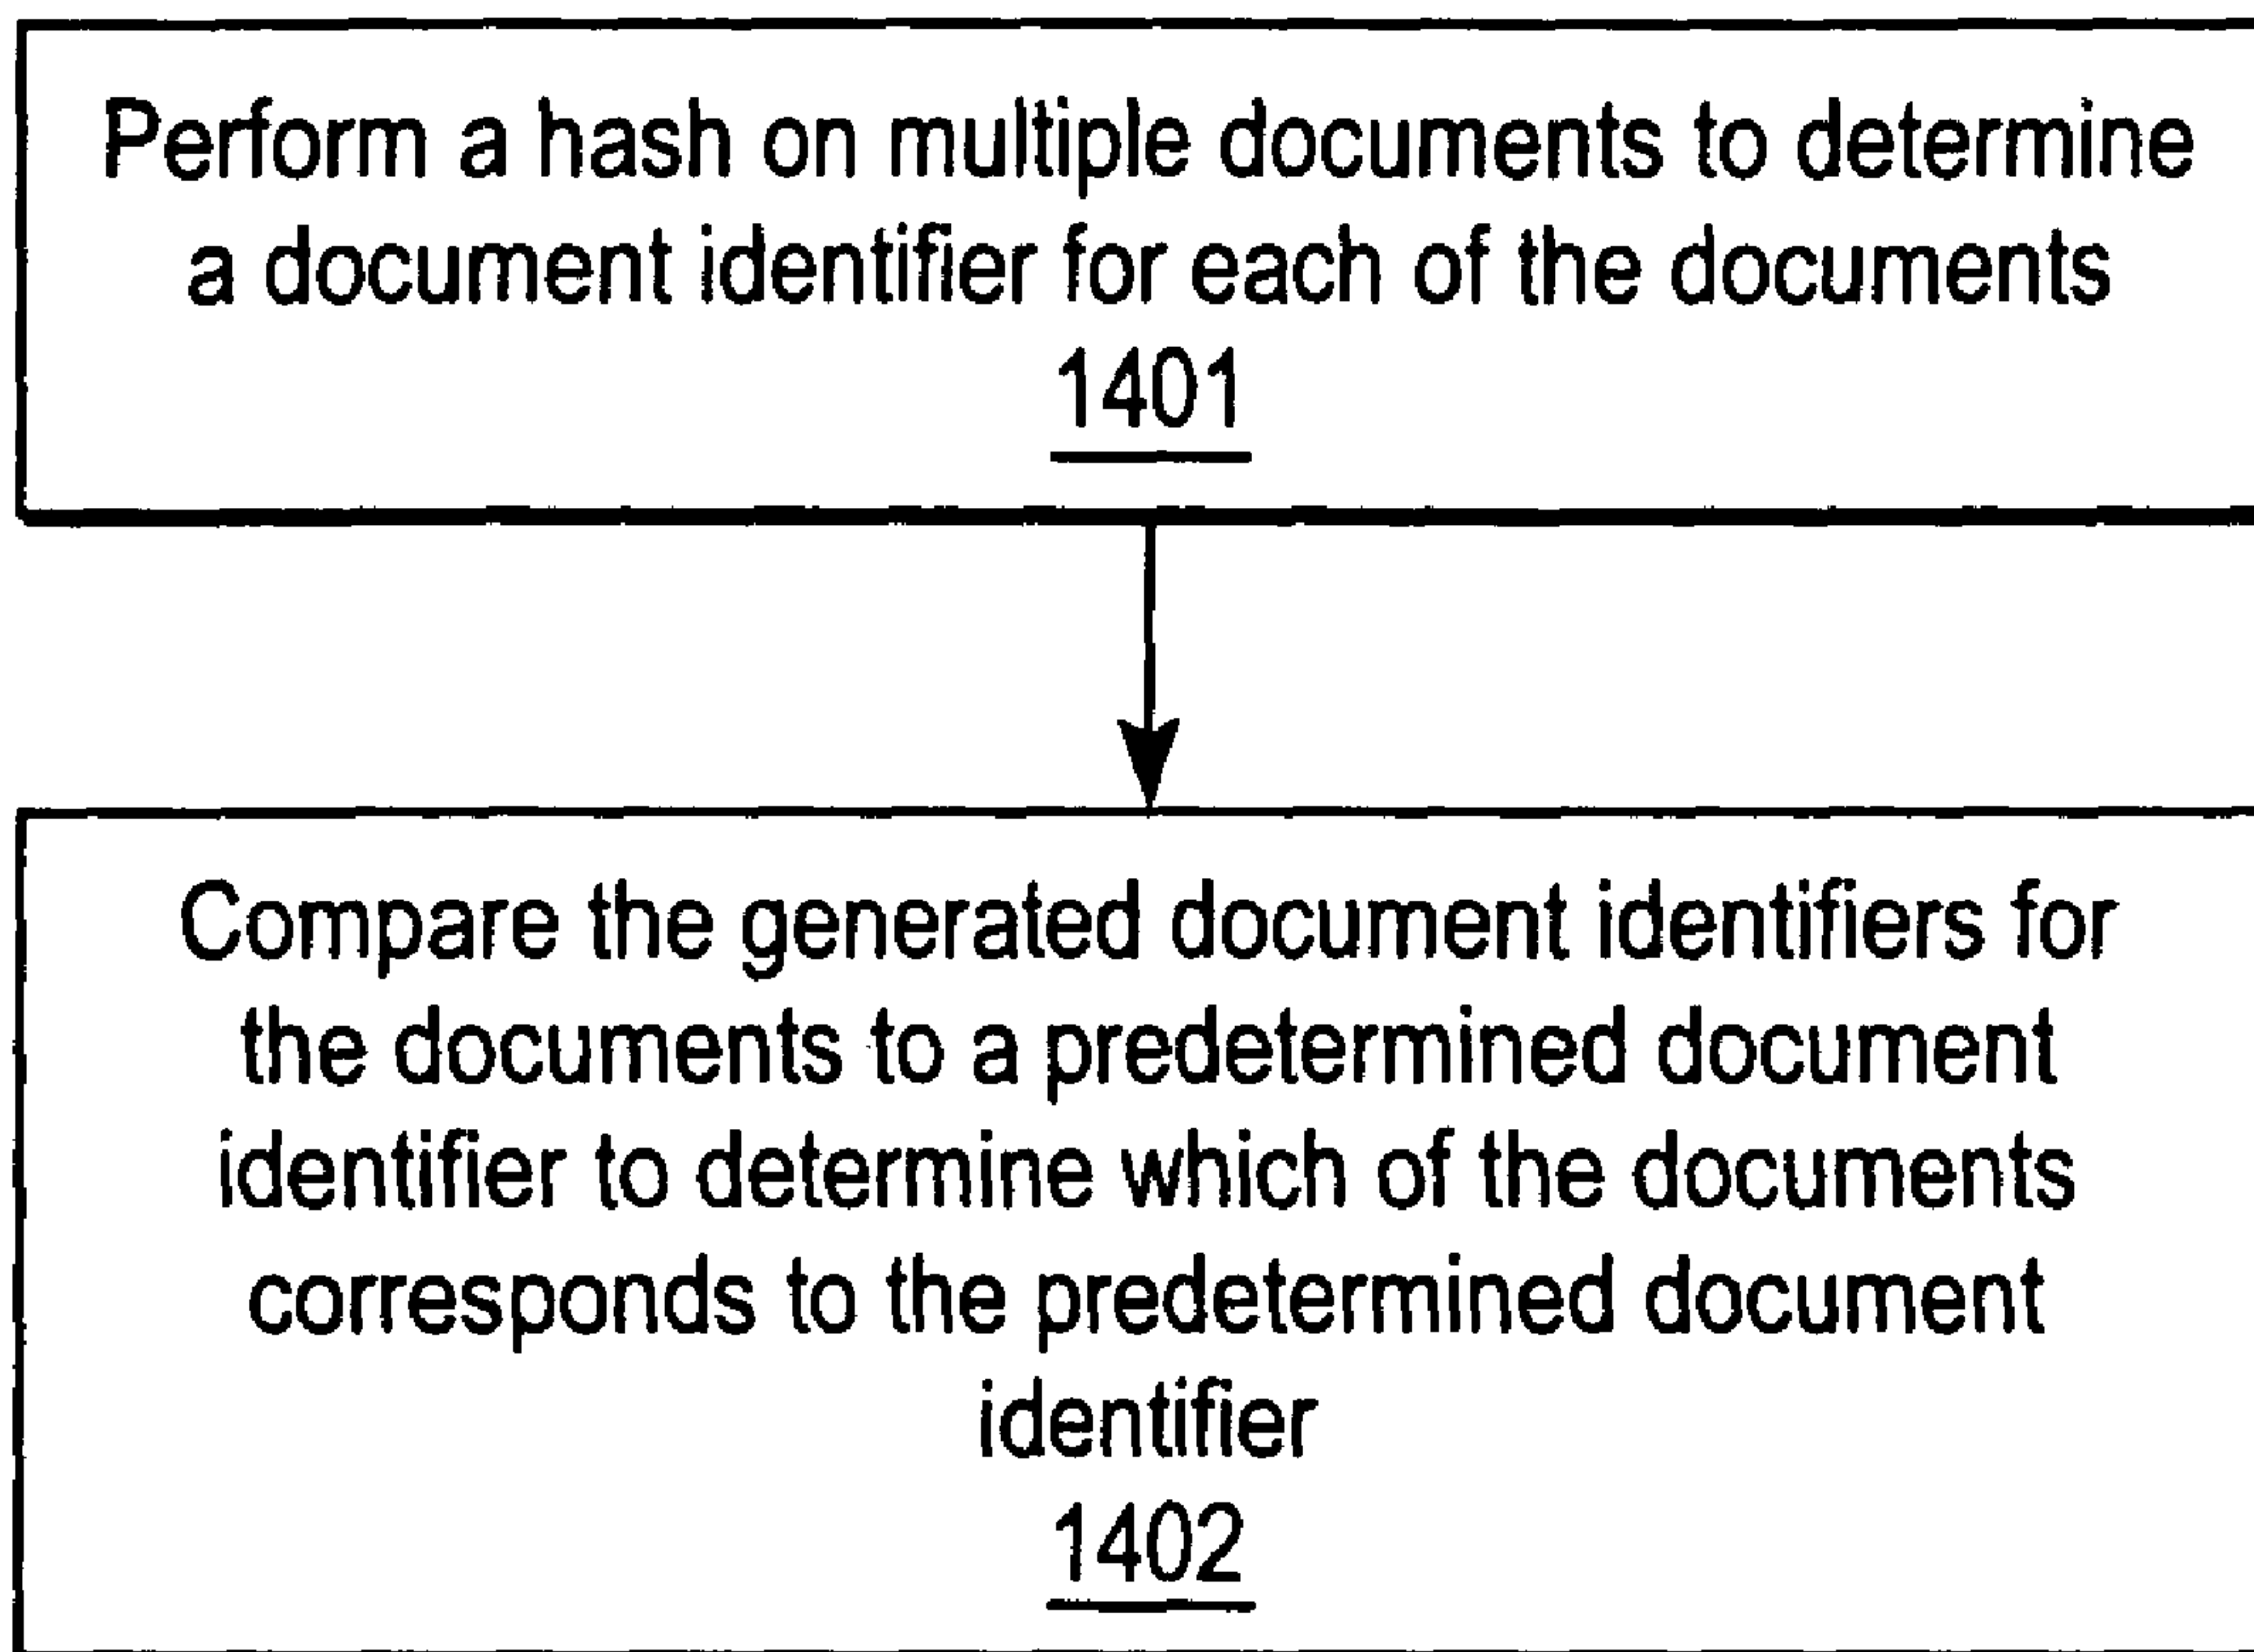 Perform a hash on multiple documents to determine
a document identifier for each of the documents
1401
Compare the generated document identifiers for
the documents to a predetermined document
identifier to determine which of the documents
corresponds to the predetermined document
identifier
1402